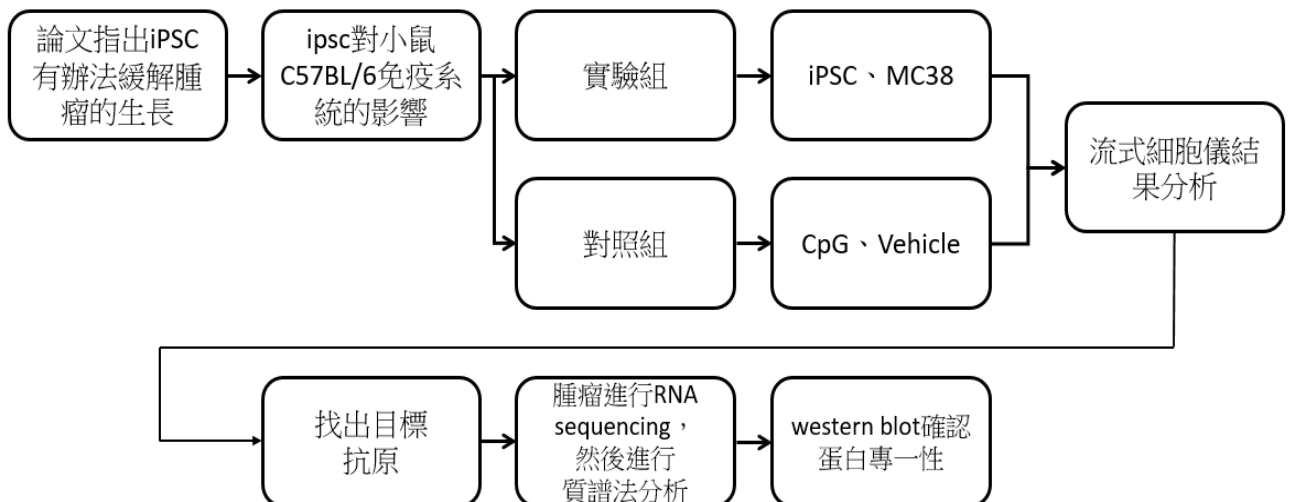 論文指出iPSC
有辦法緩解腫
瘤的生長
ipsc對小鼠
C57BL/6免疫系
統的影響
實驗組
iPSC、MC38
對照組
CpG、Vehicle
流式細胞儀結
果分析
找出目標
抗原
腫瘤進行RNA
sequencing，
然後進行
質譜法分析
western blot確認
蛋白專一性